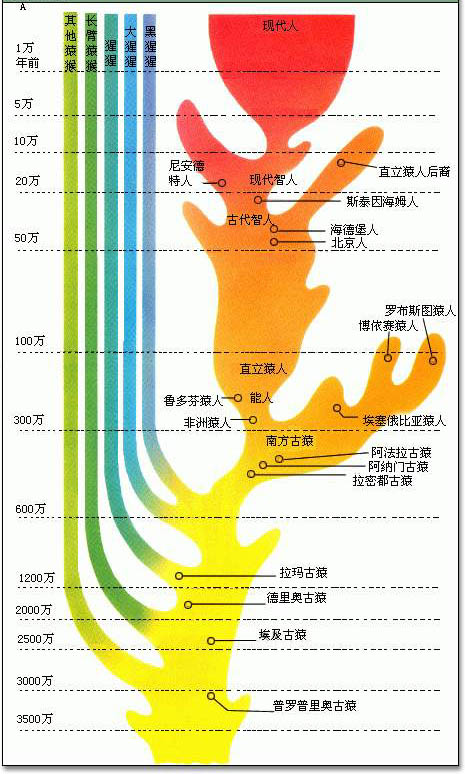 A
现代人
其他猿猴
长臂猿猴
猩猩
大猩猩
黑猩猩
1万
年前
5万
10万
尼安德
特人
直立猿人后裔
现代智人
20万
斯泰因海姆人
古代智人
海德堡人
50万
北京人
罗布斯图猿人
博依赛猿人
100万
直立猿人
鲁多芬猿人
能人
非洲猿人
埃塞俄比亚猿人
300万
南方古猿
阿法拉古猿
阿纳门古猿
拉密都古猿
600万
拉玛古猿
1200万
德里奥古猿
2000万
埃及古猿
2500万
3000万
普罗普里奥古猿
3500万